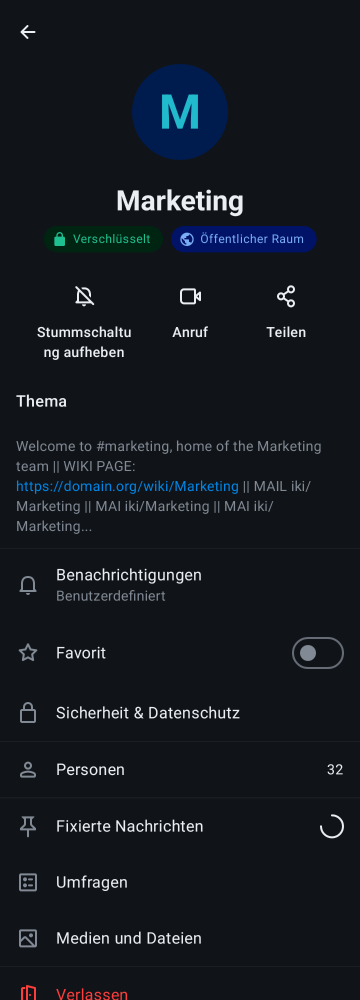 M
Marketing
Verschlüsselt
Öffentlicher Raum
Stummschaltu
ng aufheben
Anruf
Teilen
Thema
Welcome to #marketing, home of the Marketing
team || WIKI PAGE:
https://domain.org/wiki/Marketing || MAIL iki/
Marketing || MAI iki/Marketing || MAI iki/
Marketing...
Benachrichtigungen
Benutzerdefiniert
Favorit
Sicherheit & Datenschutz
Personen
32
Fixierte Nachrichten
Umfragen
Medien und Dateien
Verlassen